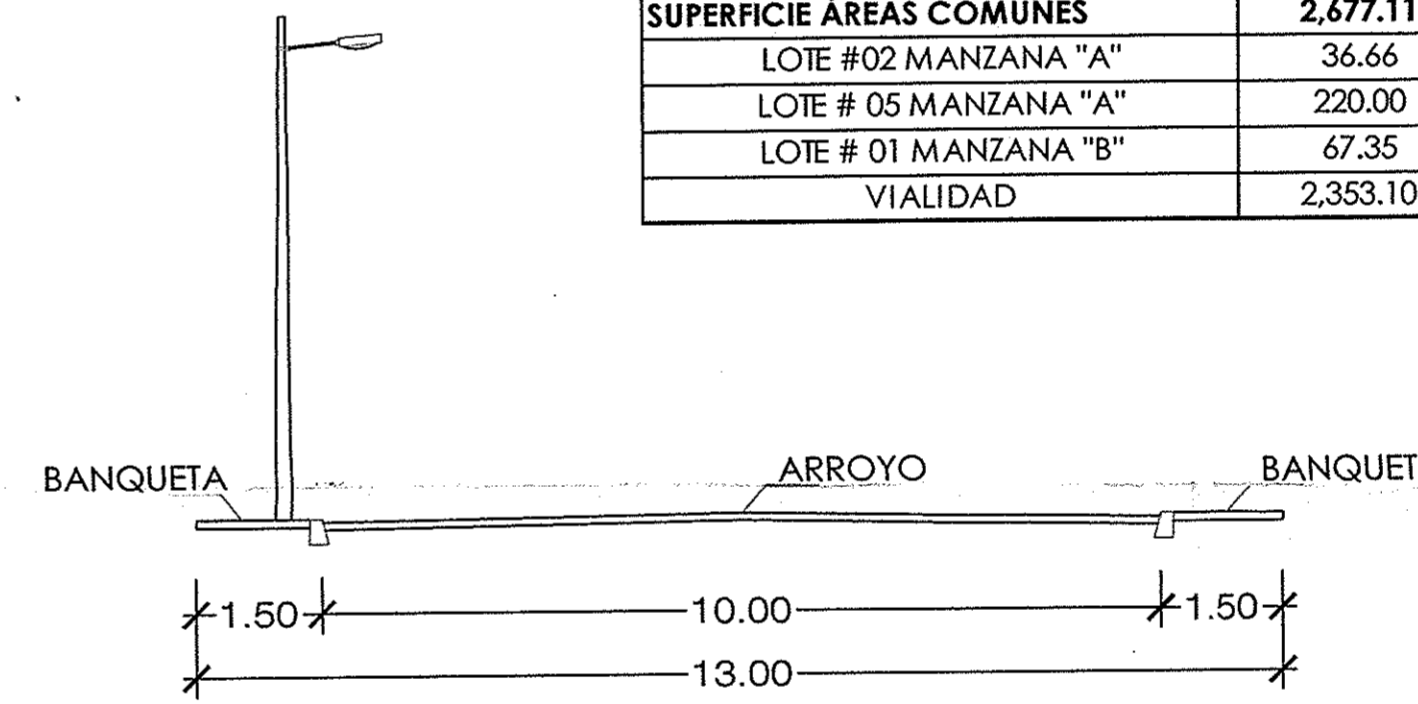 SUPERFICIE ÁREAS COMUNES 2,677.11
LOTE #02 MANZANA "A" 36.66
LOTE # 05 MANZANA "A" 220.00
LOTE # 01 MANZANA "B" 67.35
VIALIDAD 2,353.10
BANQUETA ARROYO BANQUET
1.50 10.00 1.50
13.00